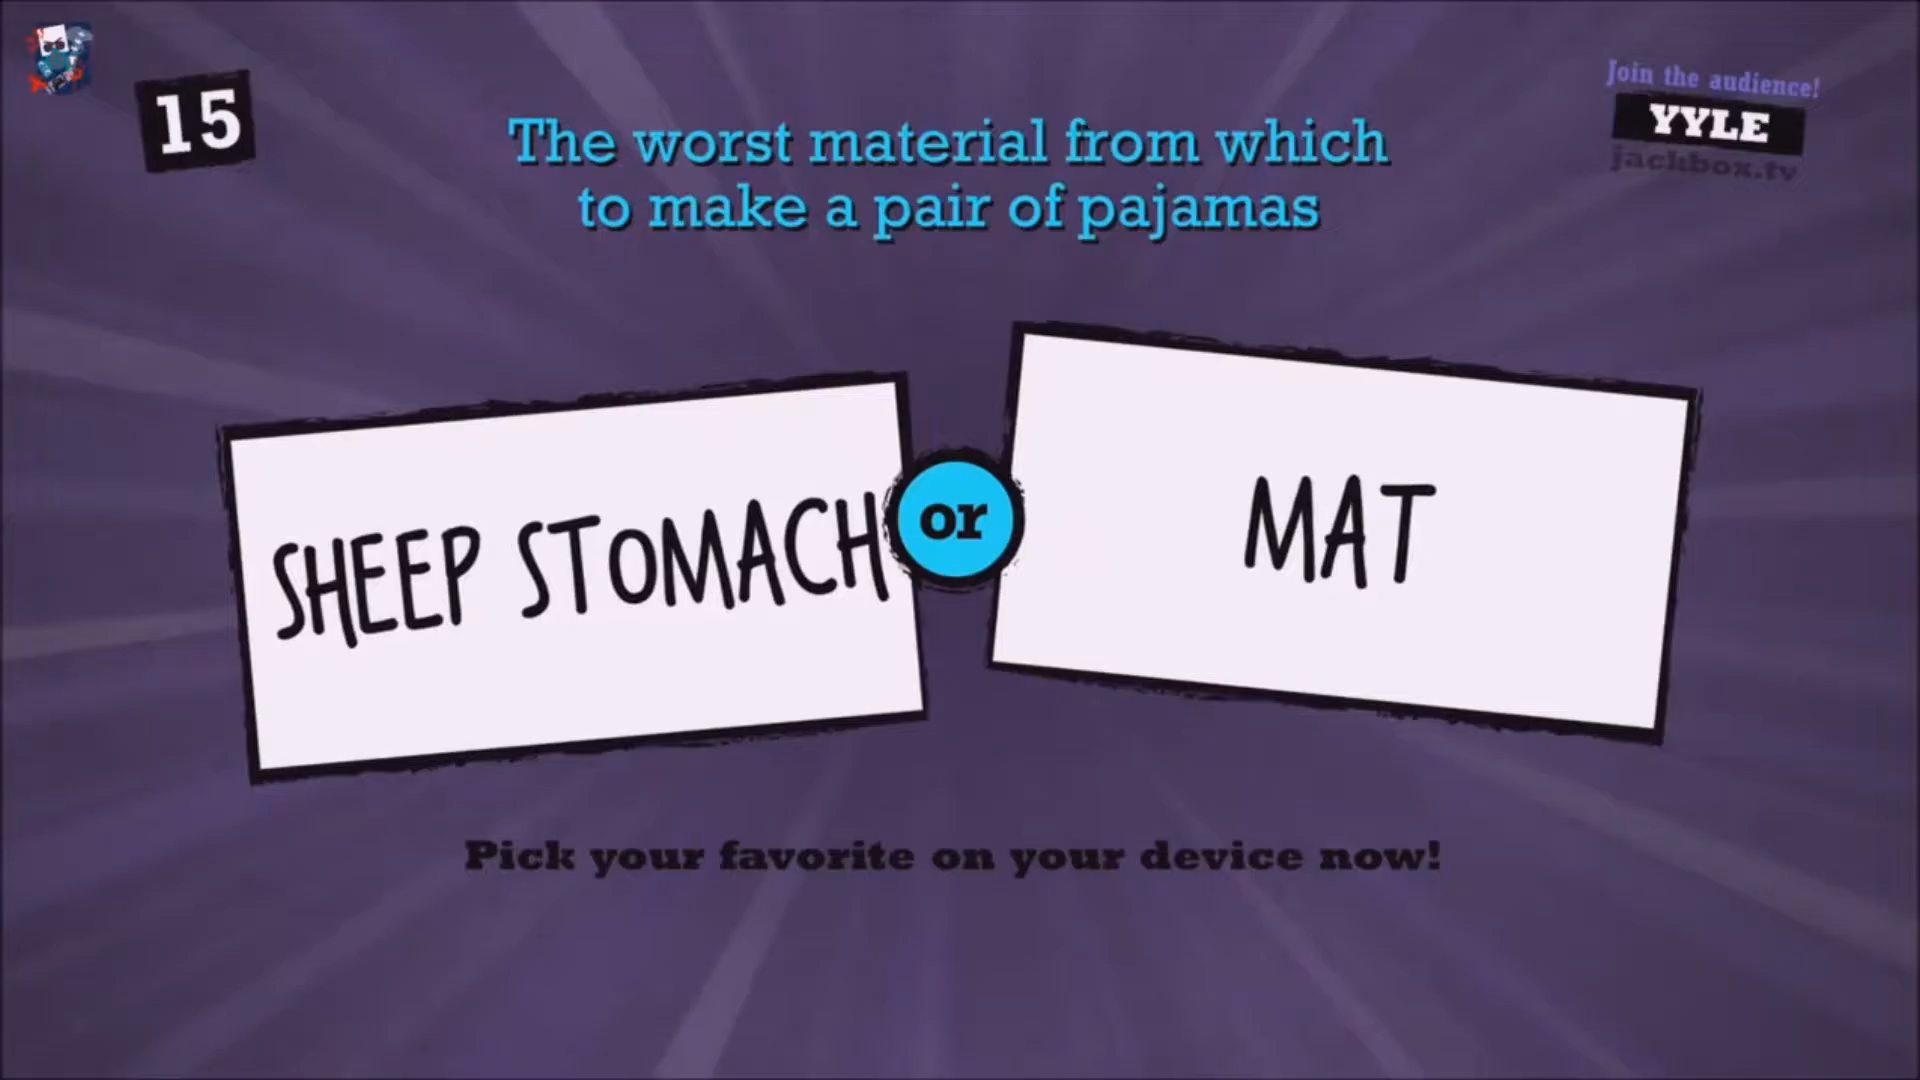 15
Join the audience!
YYLE
jackbox.tv
The worst material from which
to make a pair of pajamas
SHEEP STOMACH
or
MAT
Pick your favorite on your device now!